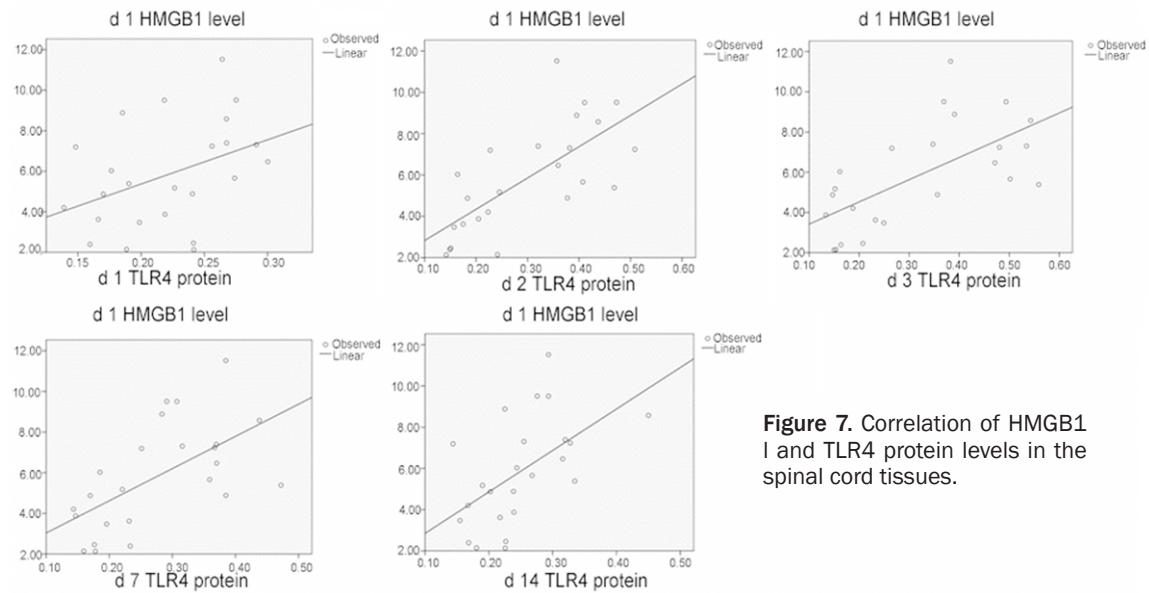 d 1 HMGB1 level
Observed
Linear
12.00
10.00
8.00
6.00
4.00
2.00
0.15 0.20 0.25 0.30
d 1 TLR4 protein
d 1 HMGB1 level
Observed
Linear
12.00
10.00
8.00
6.00
4.00
2.00
0.10 0.20 0.30 0.40 0.50 0.60
d 2 TLR4 protein
d 1 HMGB1 level
Observed
Linear
12.00
10.00
8.00
6.00
4.00
2.00
0.10 0.20 0.30 0.40 0.50 0.60
d 3 TLR4 protein
d 1 HMGB1 level
Observed
Linear
12.00
10.00
8.00
6.00
4.00
2.00
0.10 0.20 0.30 0.40 0.50
d 7 TLR4 protein
d 1 HMGB1 level
Observed
Linear
12.00
10.00
8.00
6.00
4.00
2.00
0.10 0.20 0.30 0.40 0.50
d 14 TLR4 protein
Figure 7. Correlation of HMGB1
l and TLR4 protein levels in the
spinal cord tissues.